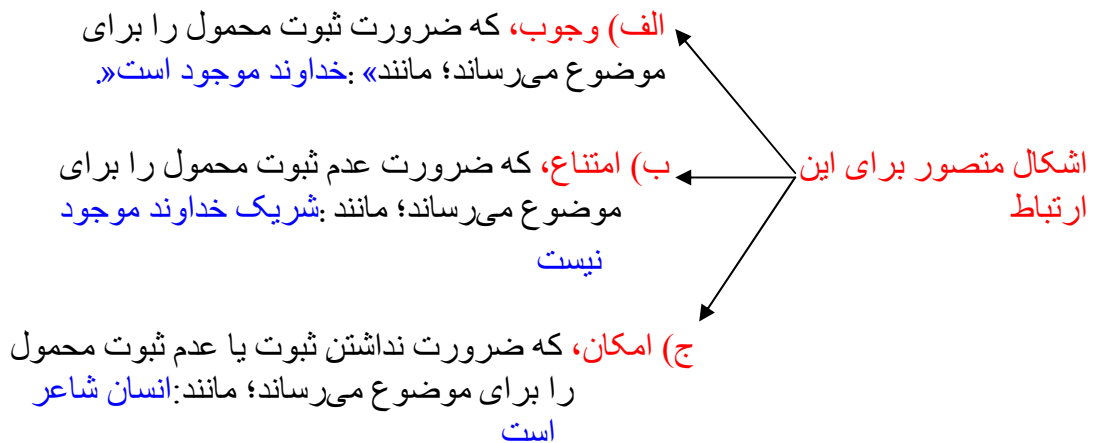 اشکال متصور برای این
ارتباط
الف) وجوب، که ضرورت ثبوت محمول را برای
موضوع می‌رساند؛ مانند» :خداوند موجود است«.
ب) امتناع، که ضرورت عدم ثبوت محمول را برای
موضوع می‌رساند؛ مانند :شریک خداوند موجود
نیست
ج) امکان، که ضرورت نداشتنِ ثبوت یا عدم ثبوت محمول
را برای موضوع می‌رساند؛ مانند:انسان شاعر
است